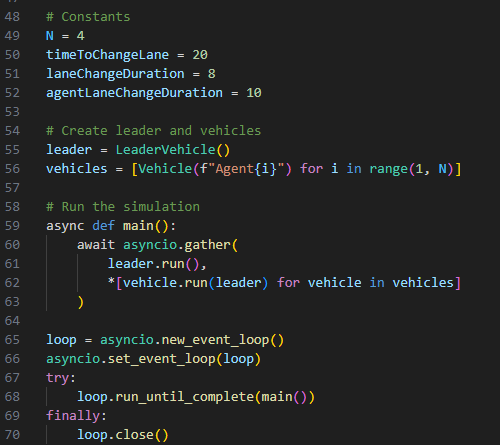 48 # Constants
49 N = 4
50 timeToChangeLane = 20
51 laneChangeDuration = 8
52 agentLaneChangeDuration = 10
53
54 # Create leader and vehicles
55 leader = LeaderVehicle()
56 vehicles = [Vehicle(f"Agent{i}") for i in range(1, N)]
57
58 # Run the simulation
59 async def main():
60     await asyncio.gather(
61         leader.run(),
62         *[vehicle.run(leader) for vehicle in vehicles]
63     )
64
65 loop = asyncio.new_event_loop()
66 asyncio.set_event_loop(loop)
67 try:
68     loop.run_until_complete(main())
69 finally:
70     loop.close()